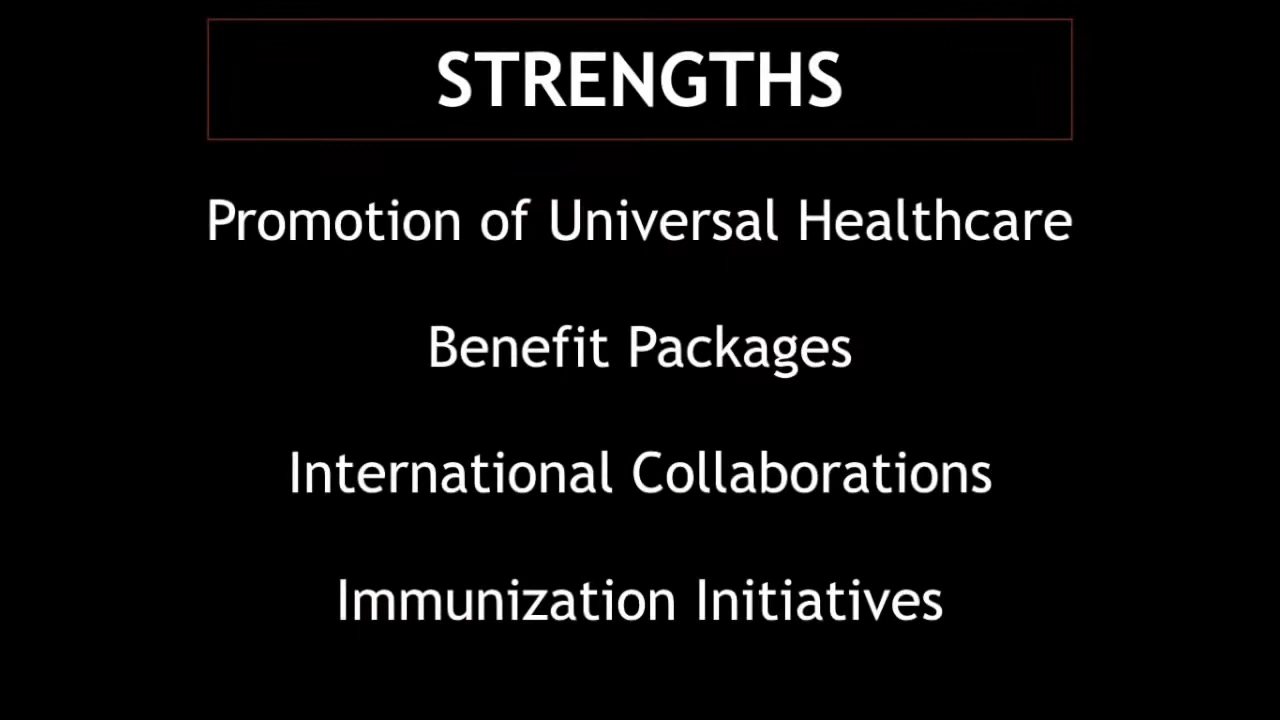 STRENGTHS
Promotion of Universal Healthcare
Benefit Packages
International Collaborations
Immunization Initiatives